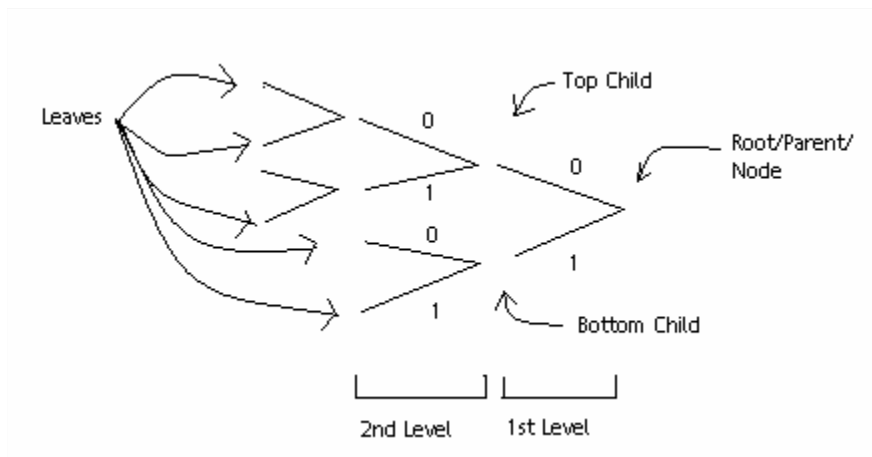 Top Child
Leaves
0
Root/Parent/
Node
0
1
0
1
1
Bottom Child
2nd Level
1st Level